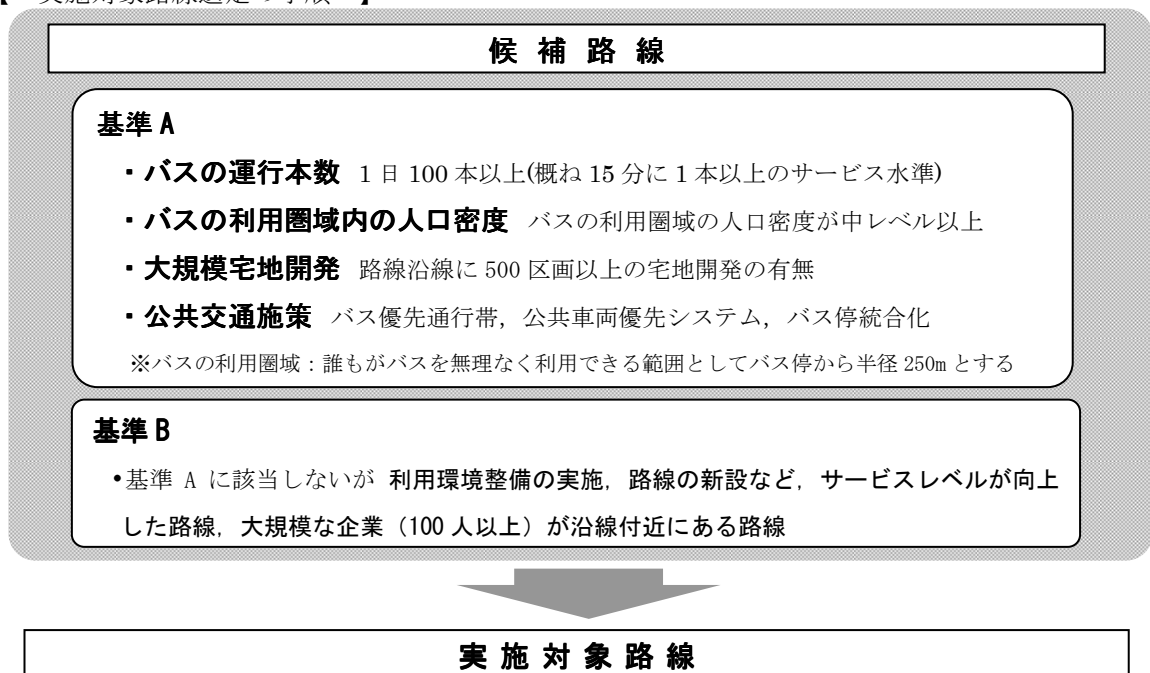 候補路線
基準A
・バスの運行本数 1日100本以上(概ね15分に1本以上のサービス水準)
・バスの利用圏域内の人口密度 バスの利用圏域の人口密度が中レベル以上
・大規模宅地開発 路線沿線に500区画以上の宅地開発の有無
・公共交通施策 バス優先通行帯，公共車両優先システム，バス停統合化
※バスの利用圏域：誰もがバスを無理なく利用できる範囲としてバス停から半径250mとする
基準B
•基準 A に該当しないが 利用環境整備の実施，路線の新設など，サービスレベルが向上
した路線，大規模な企業（100人以上）が沿線付近にある路線
実施対象路線